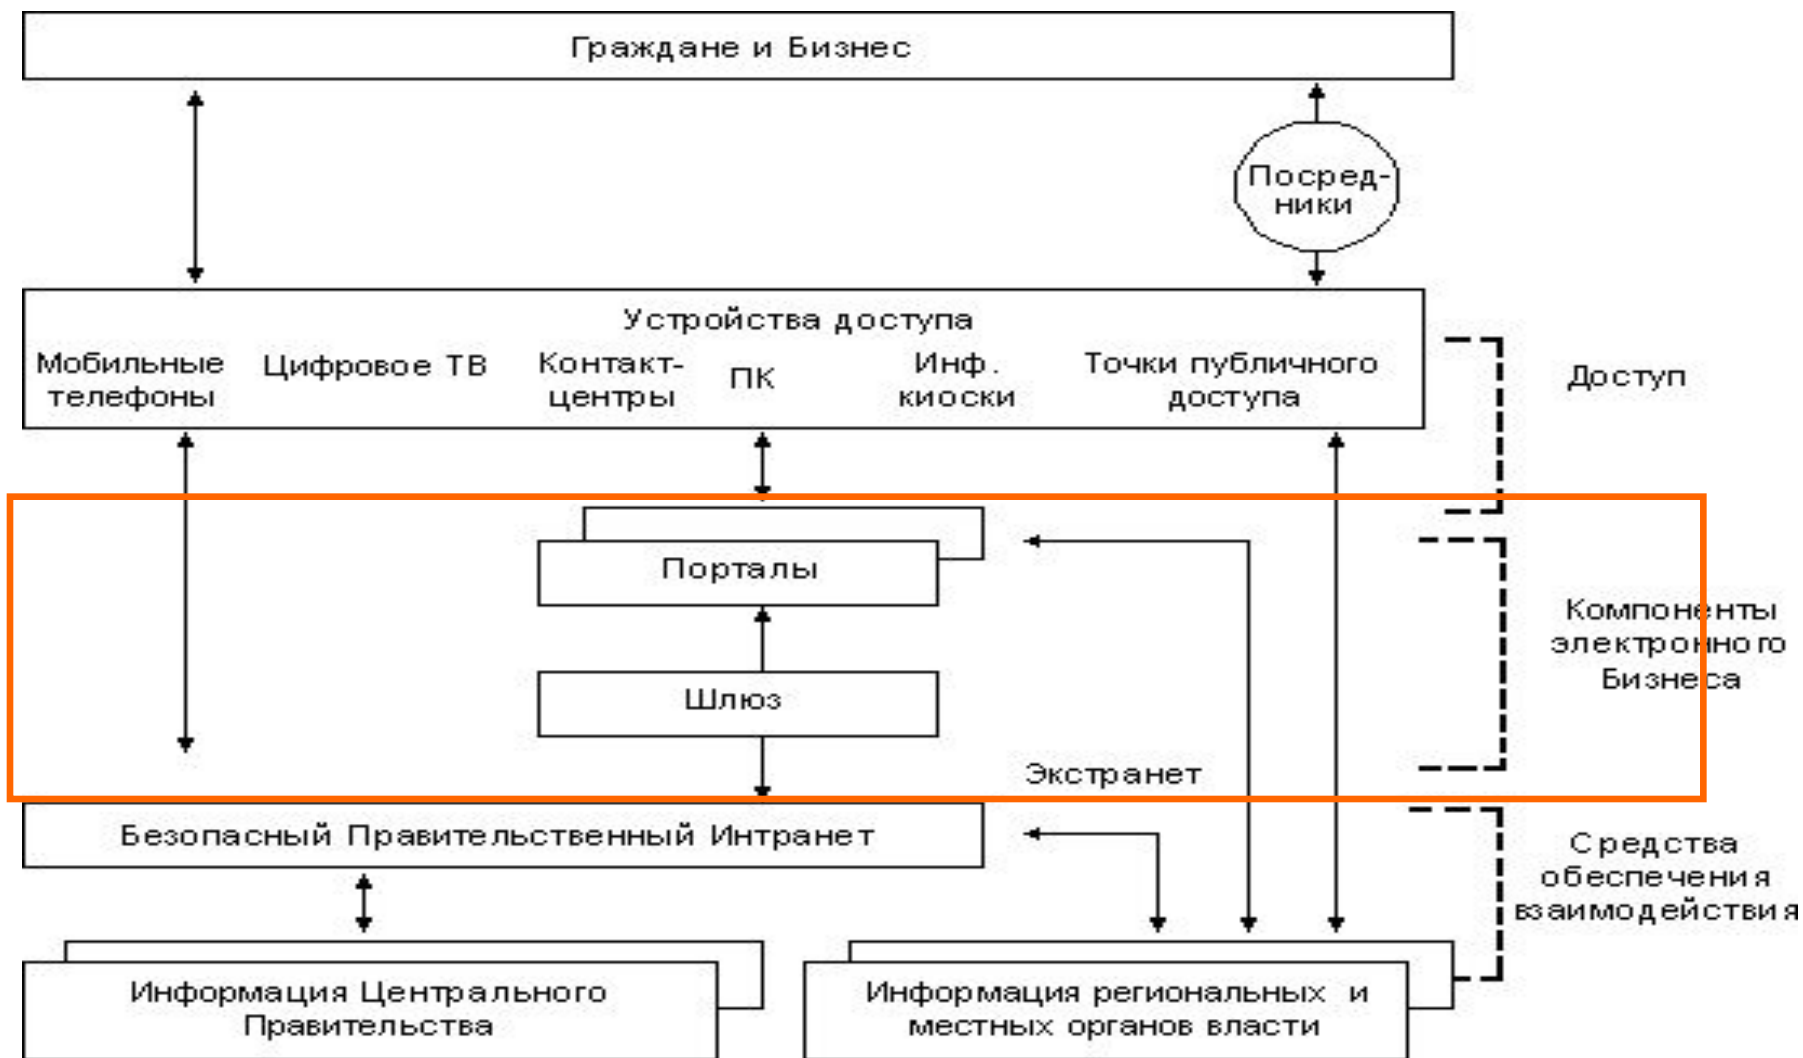 Граждане и Бизнес
Посред-
ники
Устройства доступа
Мобильные
телефоны
Цифровое ТВ
Контакт-
центры
ПК
Инф.
киоски
Точки публичного
доступа
Доступ
Порталы
Шлюз
Компоненты
электронного
Бизнеса
Экстранет
Безопасный Правительственный Интранет
Средства
обеспечения
взаимодействия
Информация Центрального
Правительства
Информация региональных и
местных органов власти